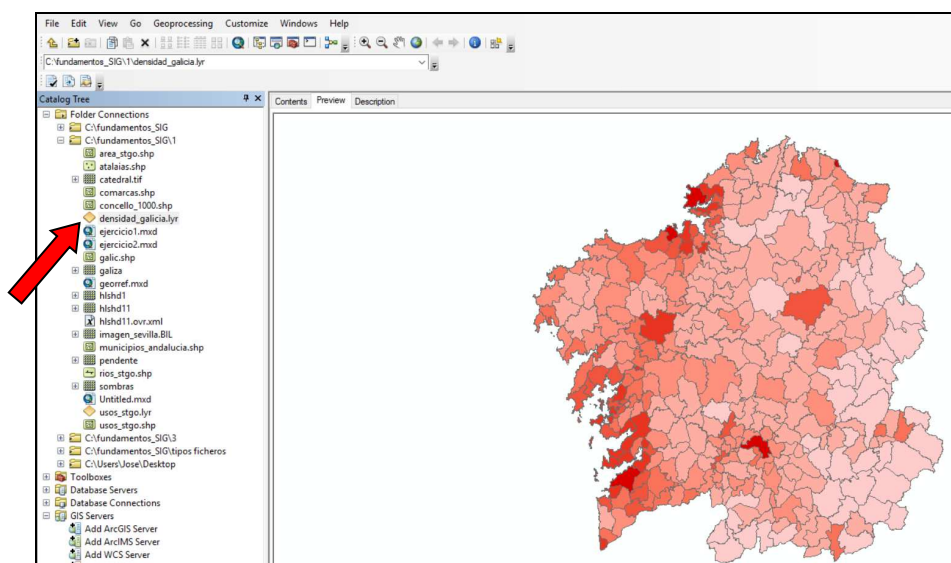 File Edit View Go Geoprocessing Customize Windows Help
C:\fundamentos_SIG\1\densidad_galicia.lyr
Catalog Tree
Contents Preview Description
Folder Connections
C:\fundamentos_SIG
C:\fundamentos_SIG\1
area_stgo.shp
atalaias.shp
catedral.tif
comarcas.shp
concello_1000.shp
densidad_galicia.lyr
ejercicio1.mxd
ejercicio2.mxd
galic.shp
galiza
georref.mxd
hlshd1
hlshd11
hlshd11.ovr.xml
imagen_sevilla.BIL
municipios_andalucia.shp
pendente
rios_stgo.shp
sombras
Untitled.mxd
usos_stgo.lyr
usos_stgo.shp
C:\fundamentos_SIG\3
C:\fundamentos_SIG\tipos ficheros
C:\Users\Jose\Desktop
Toolboxes
Database Servers
Database Connections
GIS Servers
Add ArcGIS Server
Add ArcIMS Server
Add WCS Server